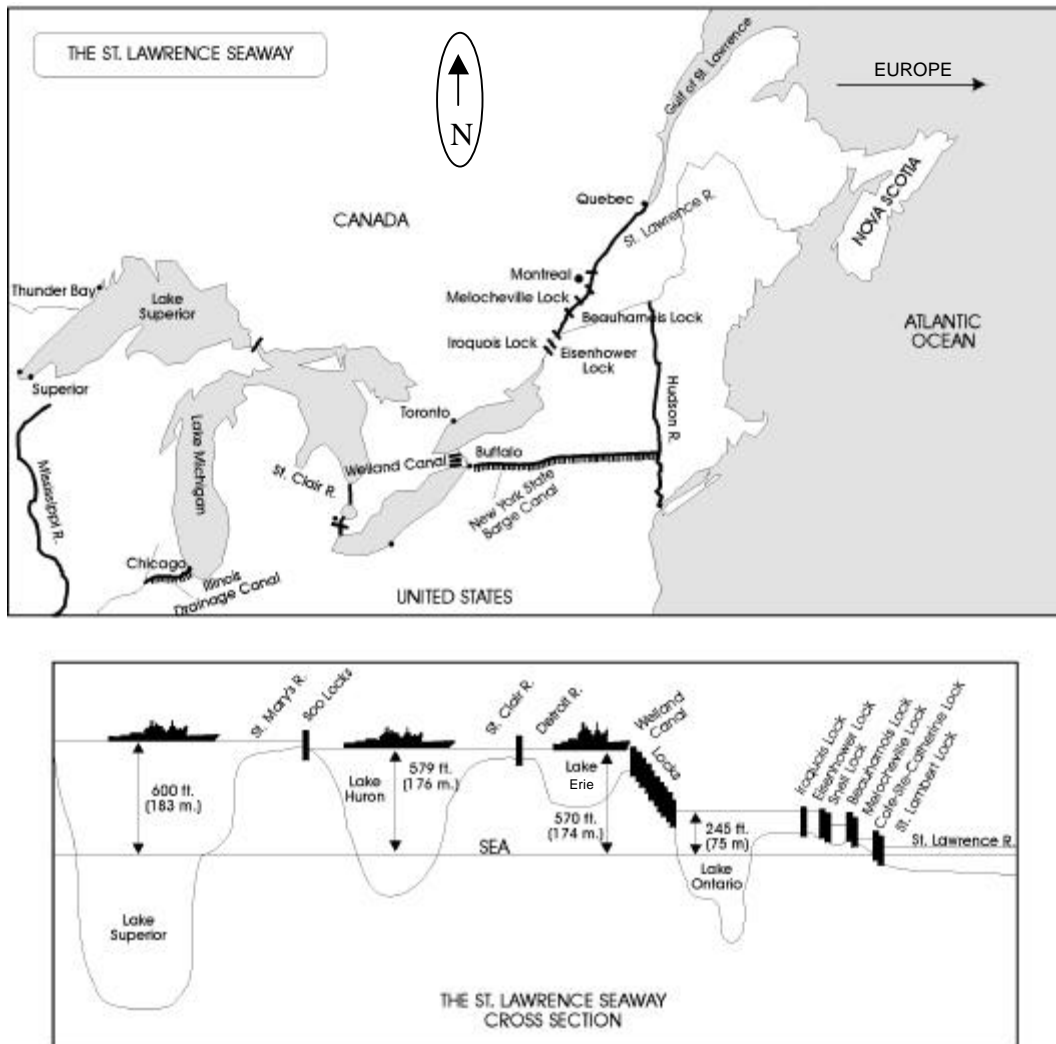 THE ST. LAWRENCE SEAWAY
N
EUROPE
Gulf of St. Lawrence
NOVA SCOTIA
Quebec
St. Lawrence R.
CANADA
Montreal
Thunder Bay
Lake
Superior
Melocheville Lock
Beauharnois Lock
ATLANTIC
OCEAN
Iroquois Lock
Eisenhower
Lock
Superior
Hudson R.
Toronto
Lake Michigan
Buffalo
Welland Canal
St. Clair R.
New York State
Barge Canal
Mississippi R.
Chicago
Illinois
Drainage Canal
UNITED STATES
St. Mary's R.
Soo Locks
St. Clair R.
Detroit R.
Welland
Canal
Locks
Iroquois Lock
Eisenhower Lock
Snell Lock
Beauharnois Lock
Melocheville Lock
Cote-Ste-Catherine Lock
St. Lambert Lock
600 ft.
(183 m.)
Lake
Huron
579 ft.
(176 m.)
Lake
Erie
570 ft.
(174 m.)
245 ft.
(75 m)
St. Lawrence R.
SEA
Lake
Ontario
Lake
Superior
THE ST. LAWRENCE SEAWAY
CROSS SECTION